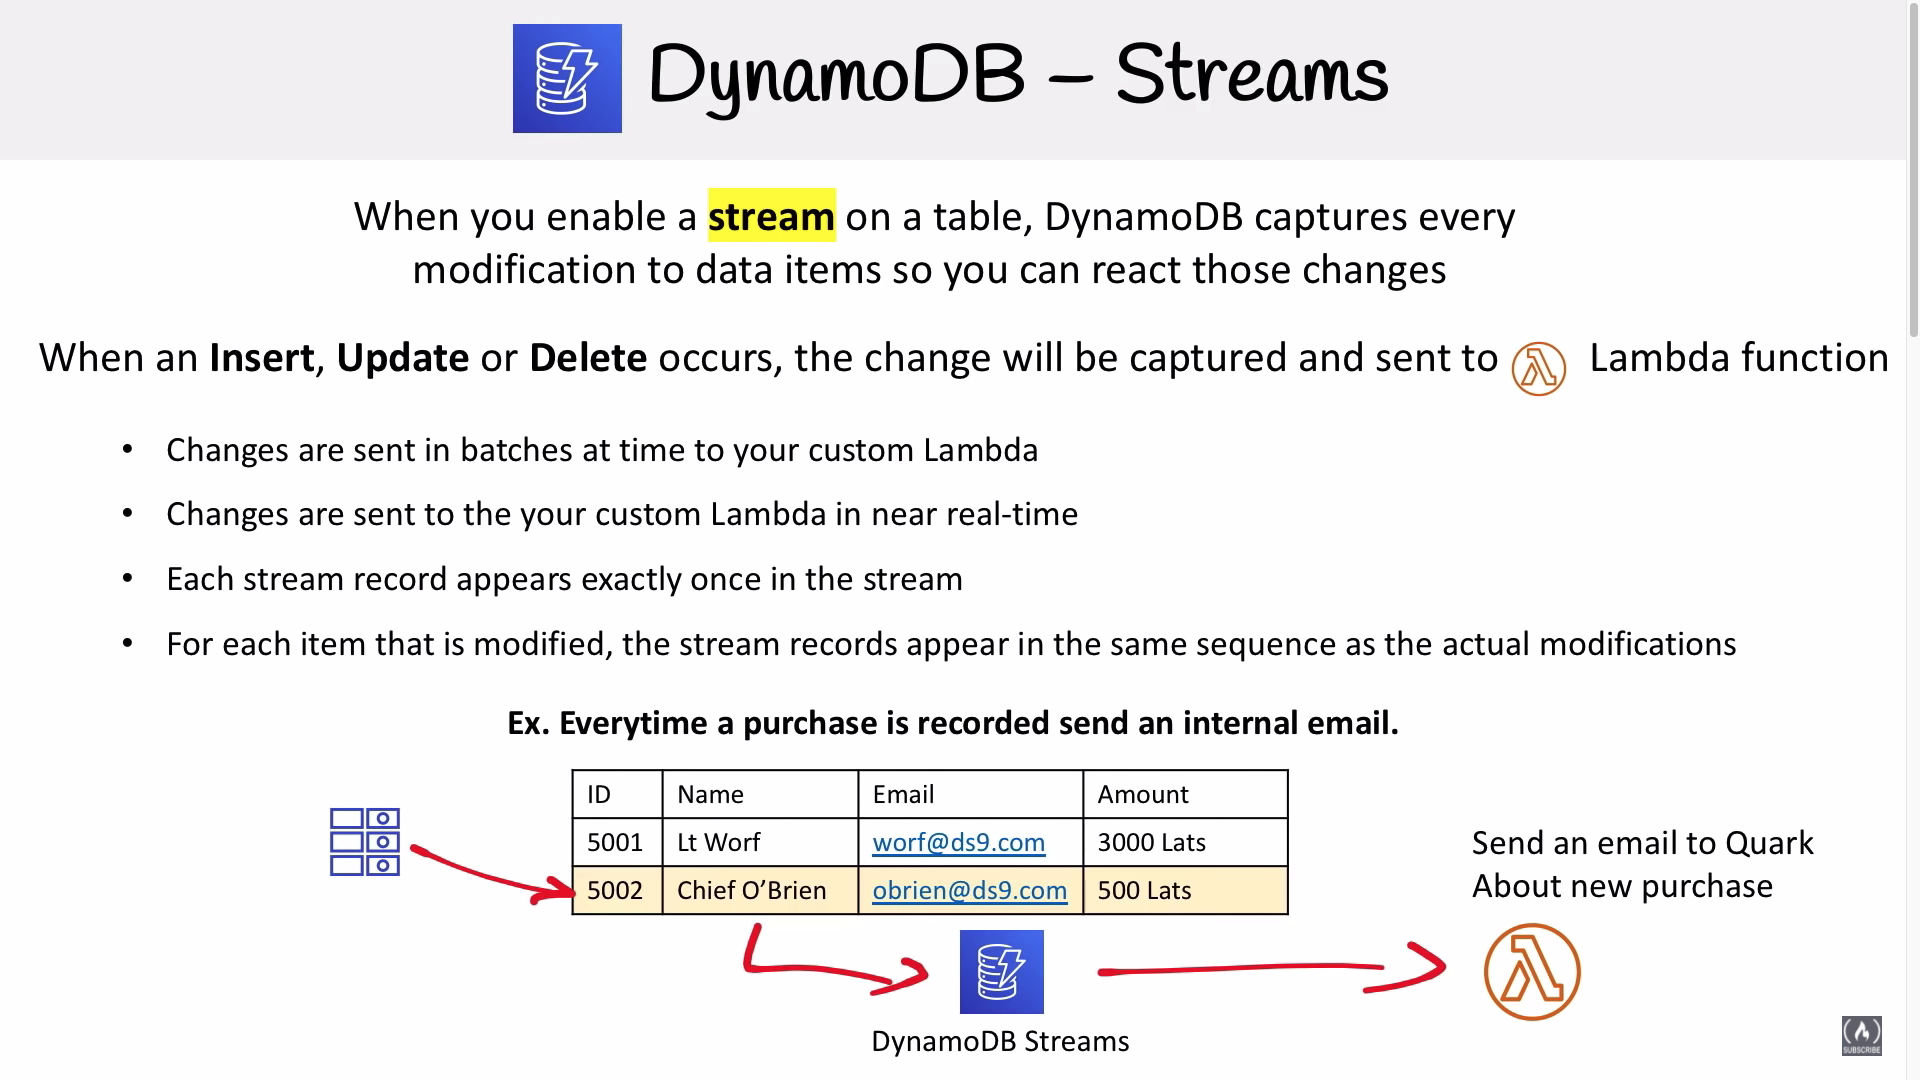 DynamoDB – Streams
When you enable a stream on a table, DynamoDB captures every
modification to data items so you can react those changes
When an Insert, Update or Delete occurs, the change will be captured and sent to Lambda function
• Changes are sent in batches at time to your custom Lambda
• Changes are sent to the your custom Lambda in near real-time
• Each stream record appears exactly once in the stream
• For each item that is modified, the stream records appear in the same sequence as the actual modifications
Ex. Everytime a purchase is recorded send an internal email.
ID Name Email Amount
5001 Lt Worf worf@ds9.com 3000 Lats
5002 Chief O’Brien obrien@ds9.com 500 Lats
Send an email to Quark
About new purchase
DynamoDB Streams
SUBSCRIBE